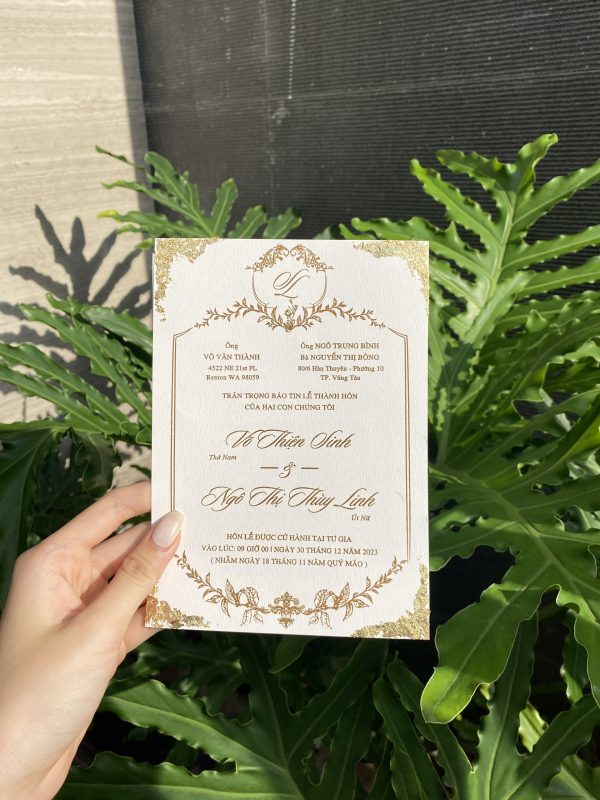 Ông
VÕ VĂN THÀNH
4522 NE 21st PL
Renton WA 98059
Ông NGÔ TRUNG BÌNH
Bà NGUYỄN THỊ BÔNG
80/6 Hàn Thuyên - Phường 10
TP. Vũng Tàu
TRÂN TRỌNG BÁO TIN LỄ THÀNH HÔN
CỦA HAI CON CHÚNG TÔI
Võ Thiện Sinh
Thứ Nam
&
Ngô Thị Thùy Linh
Út Nữ
HÔN LỄ ĐƯỢC CỬ HÀNH TẠI TƯ GIA
VÀO LÚC: 09 GIỜ 00 | NGÀY 30 THÁNG 12 NĂM 2023
( NHẰM NGÀY 18 THÁNG 11 NĂM QUÝ MÃO )